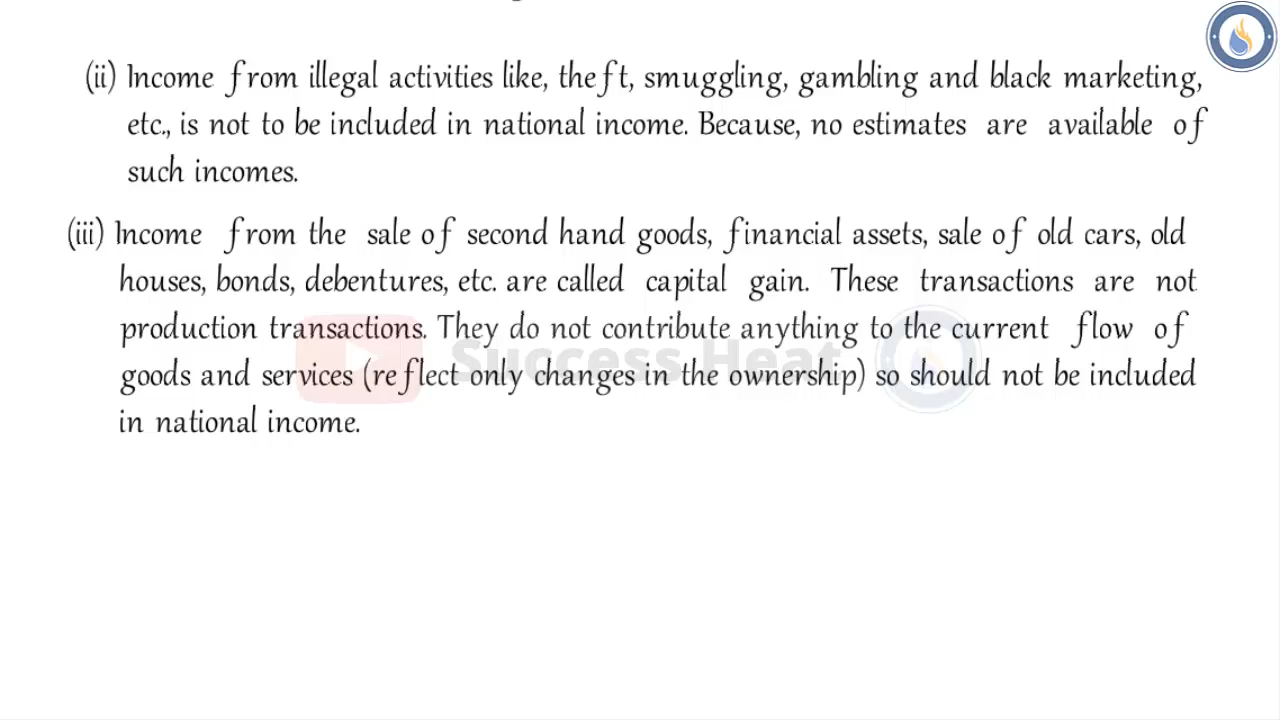 (ii) Income from illegal activities like, theft, smuggling, gambling and black marketing,
etc., is not to be included in national income. Because, no estimates are available of
such incomes.
(iii) Income from the sale of second hand goods, financial assets, sale of old cars, old
houses, bonds, debentures, etc. are called capital gain. These transactions are not
production transactions. They do not contribute anything to the current flow of
Success Heat
goods and services (reflect only changes in the ownership) so should not be included
in national income.